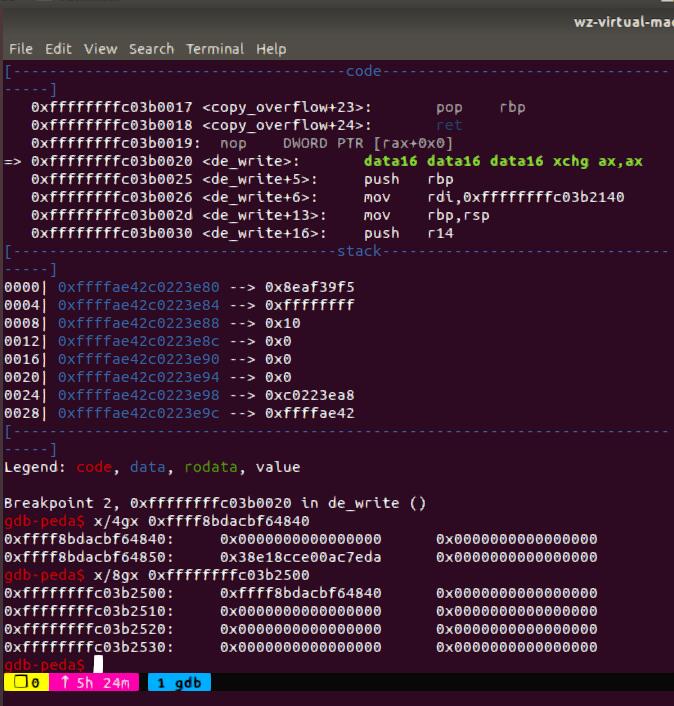 wz-virtual-mac
File Edit View Search Terminal Help
[-------------------------------------code--------------------------------
-----]
0xffffffffc03b0017 <copy_overflow+23>: pop rbp
0xffffffffc03b0018 <copy_overflow+24>: ret
0xffffffffc03b0019: nop DWORD PTR [rax+0x0]
=> 0xffffffffc03b0020 <de_write>: data16 data16 data16 xchg ax,ax
0xffffffffc03b0025 <de_write+5>: push rbp
0xffffffffc03b0026 <de_write+6>: mov rdi,0xffffffffc03b2140
0xffffffffc03b002d <de_write+13>: mov rbp,rsp
0xffffffffc03b0030 <de_write+16>: push r14
[------------------------------------stack--------------------------------
-----]
0000| 0xffffae42c0223e80 --> 0x8eaf39f5
0004| 0xffffae42c0223e84 --> 0xffffffff
0008| 0xffffae42c0223e88 --> 0x10
0012| 0xffffae42c0223e8c --> 0x0
0016| 0xffffae42c0223e90 --> 0x0
0020| 0xffffae42c0223e94 --> 0x0
0024| 0xffffae42c0223e98 --> 0xc0223ea8
0028| 0xffffae42c0223e9c --> 0xffffae42
[-------------------------------------------------------------------------
-----]
Legend: code, data, rodata, value
Breakpoint 2, 0xffffffffc03b0020 in de_write ()
gdb-peda$ x/4gx 0xffff8bdacbf64840
0xffff8bdacbf64840: 0x0000000000000000 0x0000000000000000
0xffff8bdacbf64850: 0x38e18cce00ac7eda 0x0000000000000000
gdb-peda$ x/8gx 0xffffffffc03b2500
0xffffffffc03b2500: 0xffff8bdacbf64840 0x0000000000000000
0xffffffffc03b2510: 0x0000000000000000 0x0000000000000000
0xffffffffc03b2520: 0x0000000000000000 0x0000000000000000
0xffffffffc03b2530: 0x0000000000000000 0x0000000000000000
gdb-peda$
0 ↑ 5h 24m 1 gdb